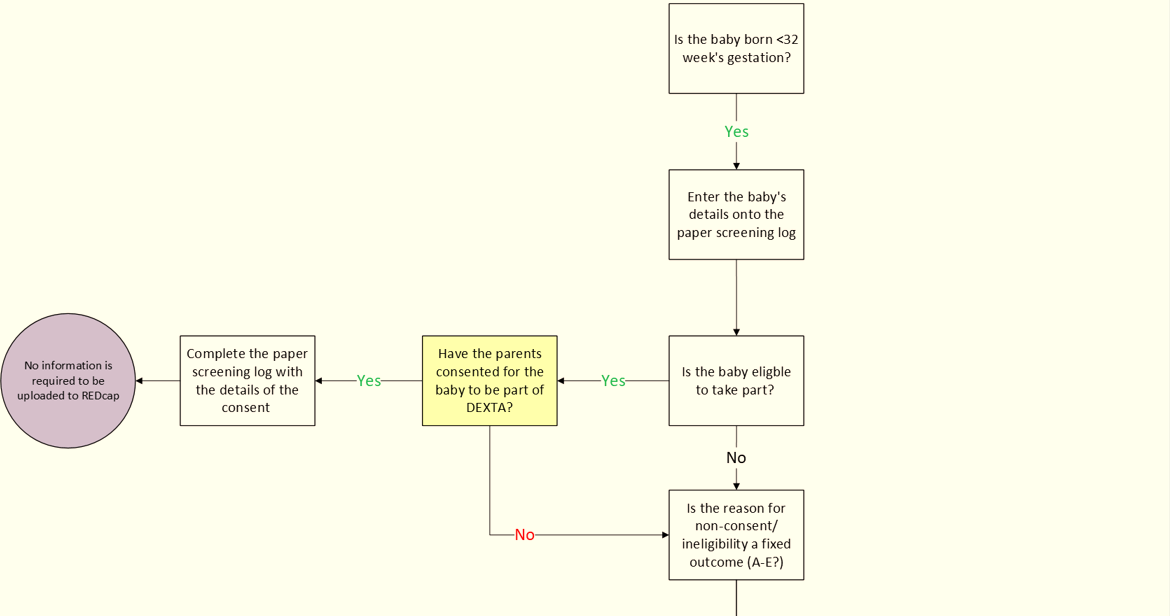 Is the baby born <32
week's gestation?
Yes
Enter the baby's
details onto the
paper screening log
No information is
required to be
uploaded to REDcap
Complete the paper
screening log with
the details of the
consent
Yes
Have the parents
consented for the
baby to be part of
DEXTA?
Yes
Is the baby eligble
to take part?
No
No
Is the reason for
non-consent/
ineligibility a fixed
outcome (A-E?)